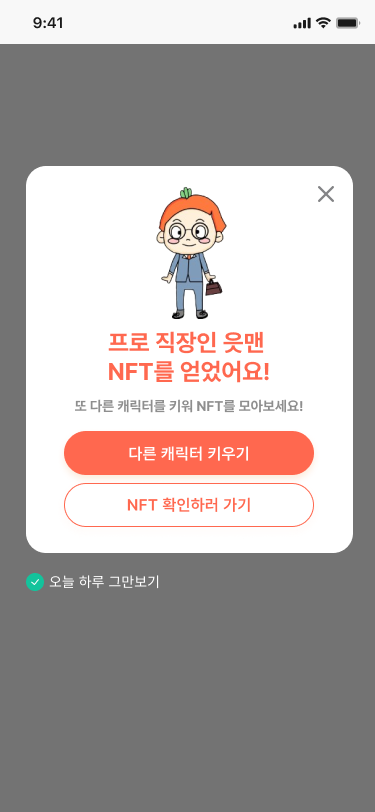 9:41
프로 직장인 읏맨
NFT를 얻었어요!
또 다른 캐릭터를 키워 NFT를 모아보세요!
다른 캐릭터 키우기
NFT 확인하러 가기
오늘 하루 그만보기